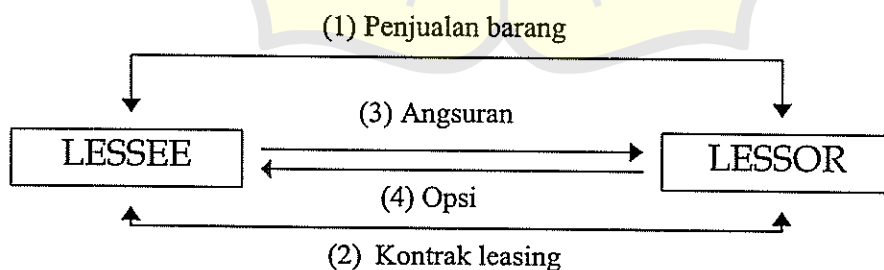 (1) Penjualan barang
(3) Angsuran
LESSEE
LESSOR
(4) Opsi
(2) Kontrak leasing